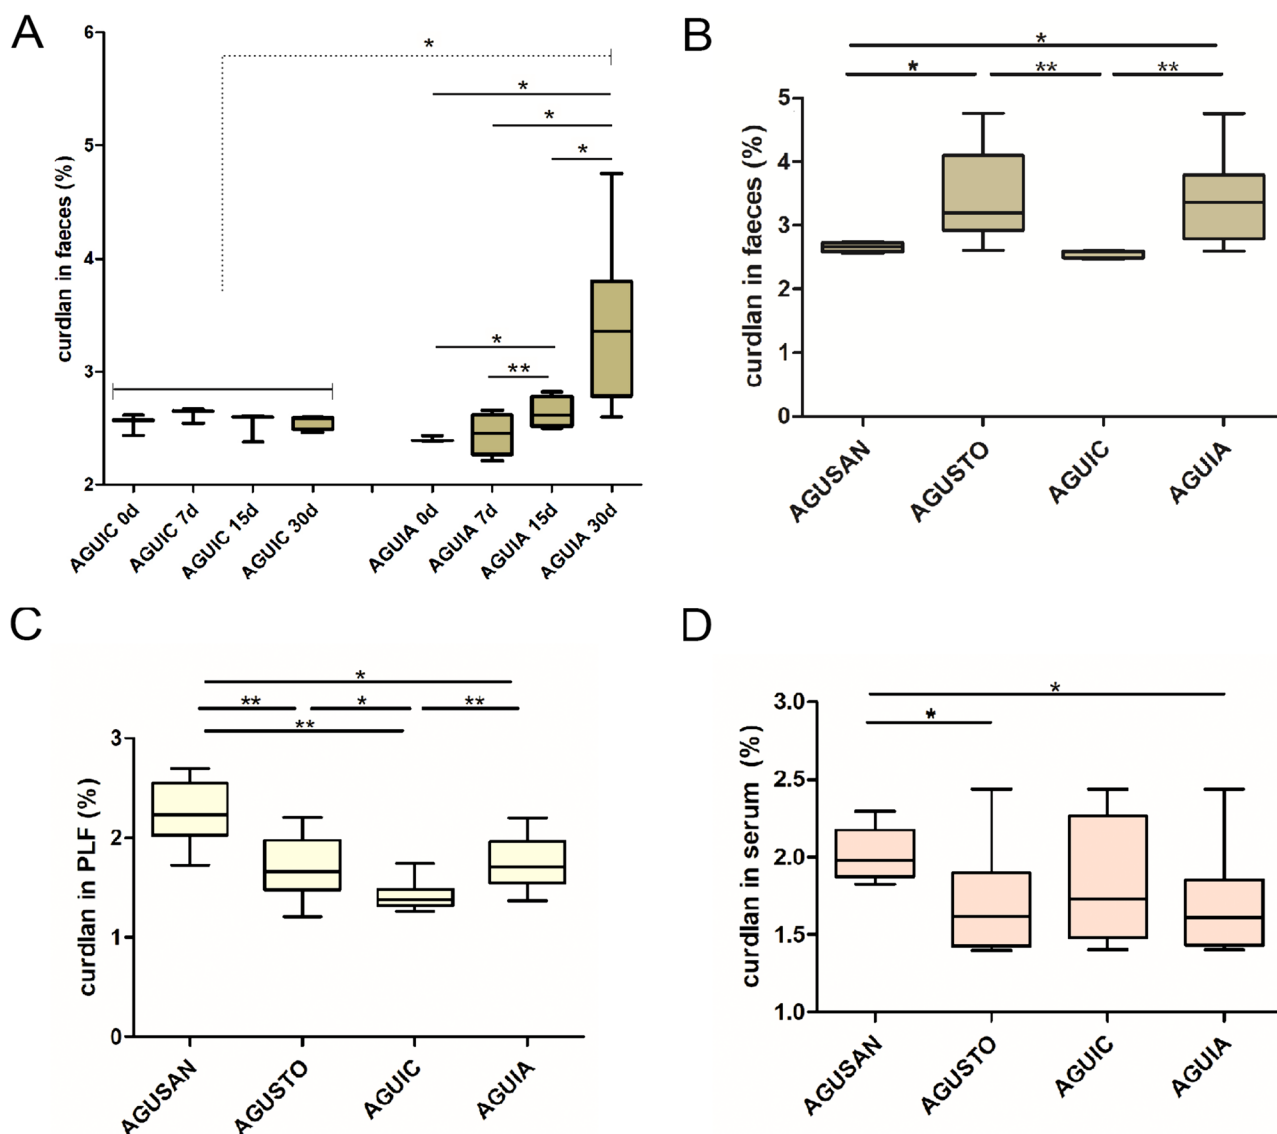 A
curdlan in faeces (%)
6
5
4
3
2
*
*
*
*
*
**
AGUIC 0d
AGUIC 7d
AGUIC 15d
AGUIC 30d
AGUIA 0d
AGUIA 7d
AGUIA 15d
AGUIA 30d
B
curdlan in faeces (%)
*
* ** **
5
4
3
2
1
0
AGUSAN
AGUSTO
AGUIC
AGUIA
C
curdlan in PLF (%)
*
** * **
**
3
2
1
0
AGUSAN
AGUSTO
AGUIC
AGUIA
D
curdlan in serum (%)
*
*
3.0
2.5
2.0
1.5
1.0
AGUSAN
AGUSTO
AGUIC
AGUIA